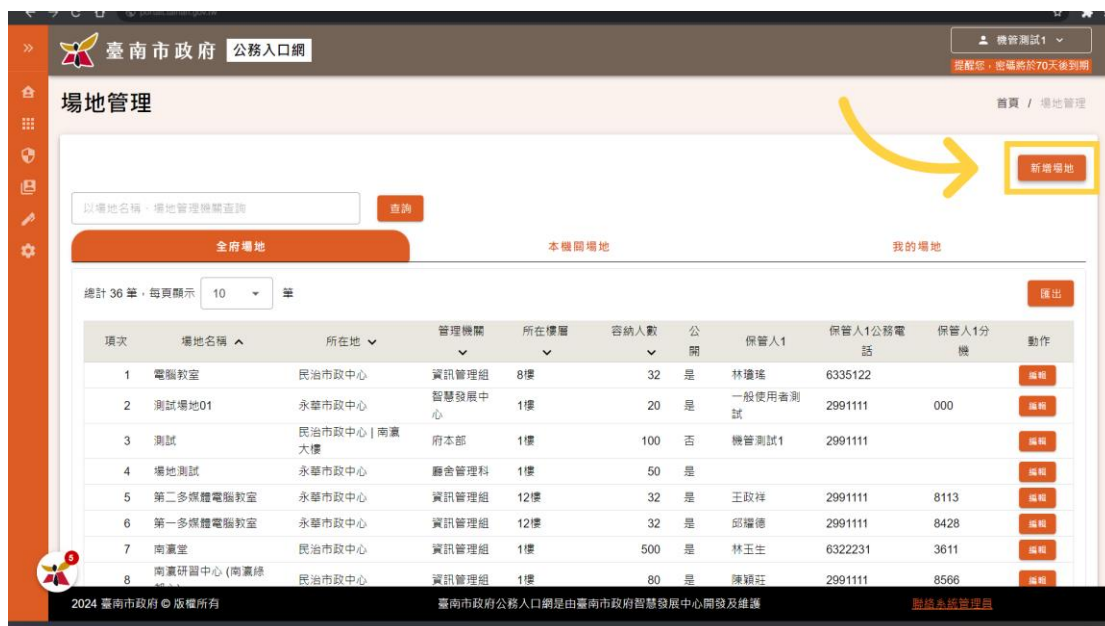 臺南市政府 公務入口網
機管測試1
提醒您，密碼將於70天後到期
場地管理
首頁 / 場地管理
新增場地
以場地名稱、場地管理機關查詢
查詢
全府場地 本機關場地 我的場地
總計 36 筆，每頁顯示 10 筆
匯出
項次 場地名稱 所在地 管理機關 所在樓層 容納人數 公開 保管人1 保管人1公務電話 保管人1分機 動作
1 電腦教室 民治市政中心 資訊管理組 8樓 32 是 林瓊瑤 6335122 編輯
2 測試場地01 永華市政中心 智慧發展中心 1樓 20 是 一般使用者測試 2991111 000 編輯
3 測試 民治市政中心 | 南瀛大樓 府本部 1樓 100 否 機管測試1 2991111 編輯
4 場地測試 永華市政中心 廳舍管理科 1樓 50 是 編輯
5 第二多媒體電腦教室 永華市政中心 資訊管理組 12樓 32 是 王政祥 2991111 8113 編輯
6 第一多媒體電腦教室 永華市政中心 資訊管理組 12樓 32 是 邱耀德 2991111 8428 編輯
7 南瀛堂 民治市政中心 資訊管理組 1樓 500 是 林玉生 6322231 3611 編輯
8 南瀛研習中心 (南瀛綠 民治市政中心 資訊管理組 1樓 80 是 陳穎莊 2991111 8566 編輯
5
2024 臺南市政府 © 版權所有
臺南市政府公務入口網是由臺南市政府智慧發展中心開發及維護
聯絡系統管理員